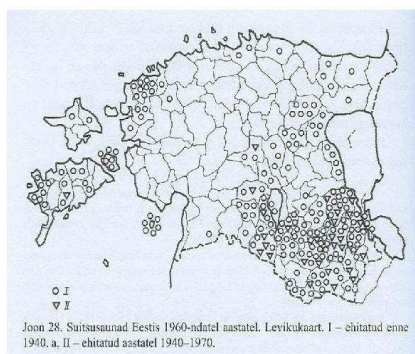 I
II
Joon 28. Suitsusaunad Eestis 1960-ndatel aastatel. Levikukaart. I – ehitatud enne
1940. a, II – ehitatud aastatel 1940–1970.